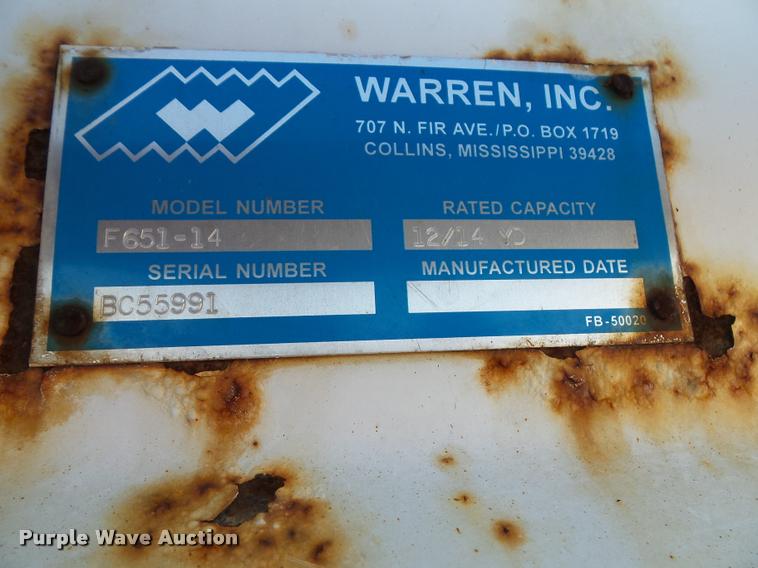 WARREN, INC.
707 N. FIR AVE./P.O. BOX 1719
COLLINS, MISSISSIPPI 39428
MODEL NUMBER
F651-14
RATED CAPACITY
12/14 YD
SERIAL NUMBER
BC55991
MANUFACTURED DATE
FB-50020
Purple Wave Auction